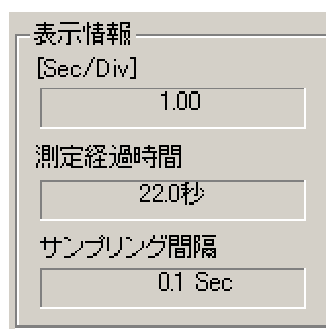 表示情報
[Sec/Div]
1.00
測定経過時間
22.0秒
サンプリング間隔
0.1 Sec